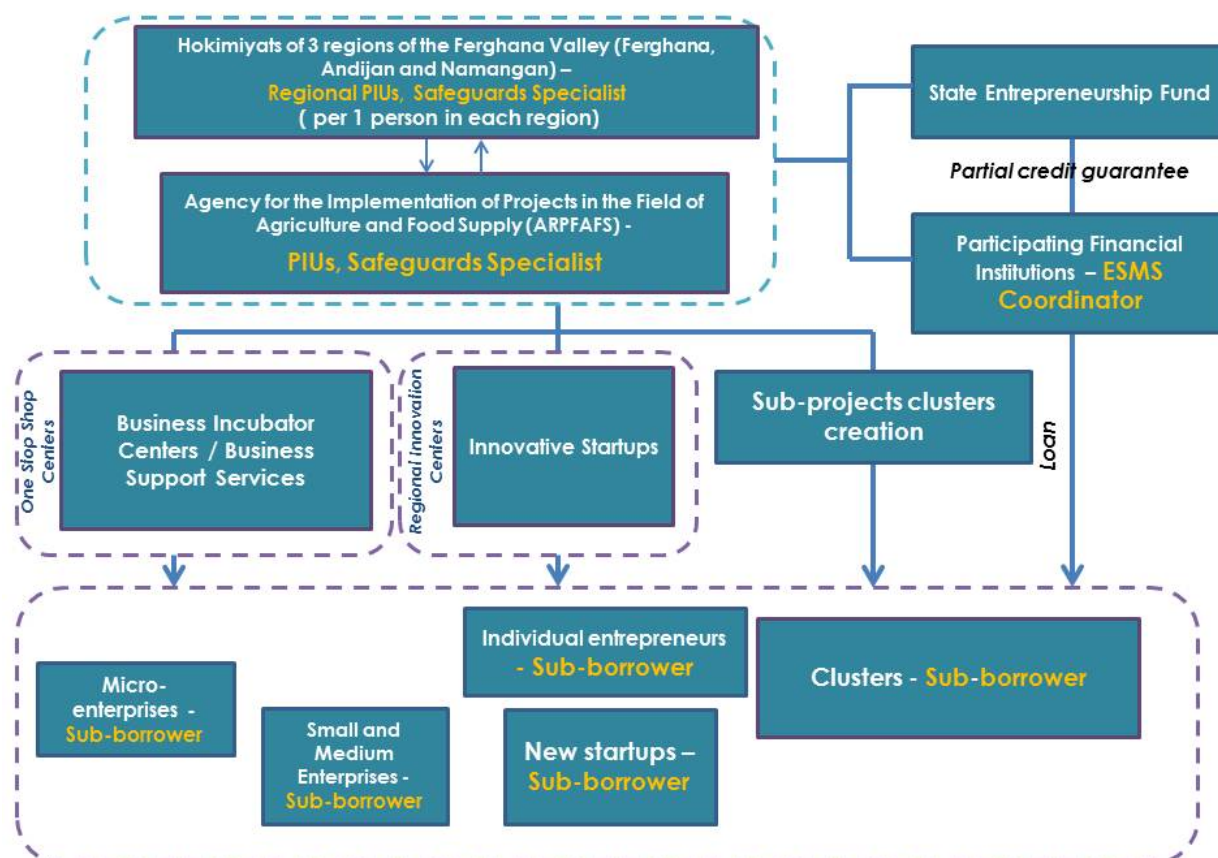 Hokimiyats of 3 regions of the Ferghana Valley (Ferghana,
Andijan and Namangan) –
Regional PIUs, Safeguards Specialist
( per 1 person in each region)
State Entrepreneurship Fund
Partial credit guarantee
Agency for the Implementation of Projects in the Field of
Agriculture and Food Supply (ARPFAFS) -
PIUs, Safeguards Specialist
Participating Financial
Institutions – ESMS
Coordinator
One Stop Shop
Centers
Business Incubator
Centers / Business
Support Services
Regional Innovation
Centers
Innovative Startups
Sub-projects clusters
creation
Loan
Micro-
enterprises -
Sub-borrower
Small and
Medium
Enterprises -
Sub-borrower
Individual entrepreneurs
- Sub-borrower
New startups –
Sub-borrower
Clusters - Sub-borrower